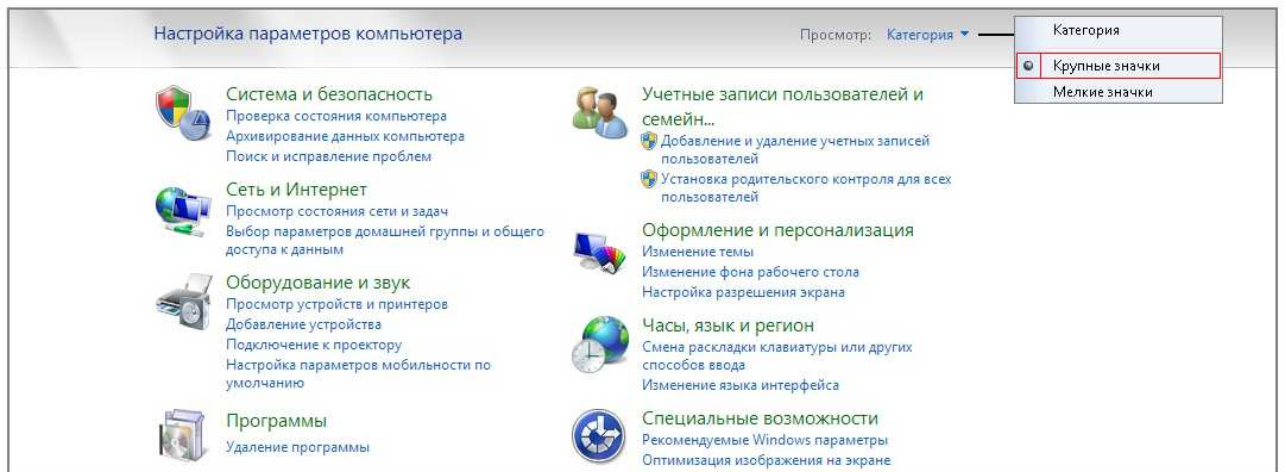 Настройка параметров компьютера
Просмотр: Категория
Категория
Крупные значки
Мелкие значки
Система и безопасность
Проверка состояния компьютера
Архивирование данных компьютера
Поиск и исправление проблем
Сеть и Интернет
Просмотр состояния сети и задач
Выбор параметров домашней группы и общего
доступа к данным
Оборудование и звук
Просмотр устройств и принтеров
Добавление устройства
Подключение к проектору
Настройка параметров мобильности по
умолчанию
Программы
Удаление программы
Учетные записи пользователей и
семейн...
Добавление и удаление учетных записей
пользователей
Установка родительского контроля для всех
пользователей
Оформление и персонализация
Изменение темы
Изменение фона рабочего стола
Настройка разрешения экрана
Часы, язык и регион
Смена раскладки клавиатуры или других
способов ввода
Изменение языка интерфейса
Специальные возможности
Рекомендуемые Windows параметры
Оптимизация изображения на экране